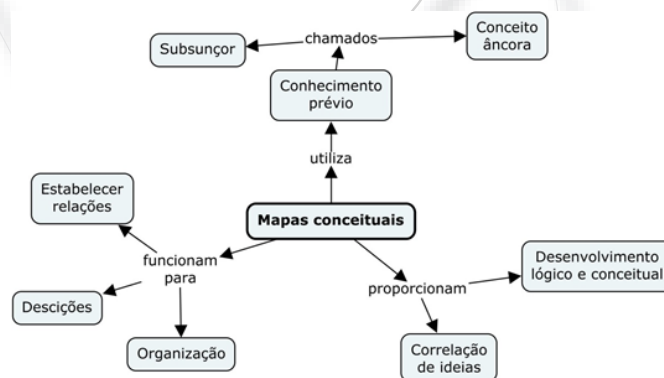 Conceito
âncora
chamados
Subsunçor
Conhecimento
prévio
utiliza
Estabelecer
relações
Mapas conceituais
funcionam
para
Desenvolvimento
lógico e conceitual
proporcionam
Descições
Organização
Correlação
de ideias